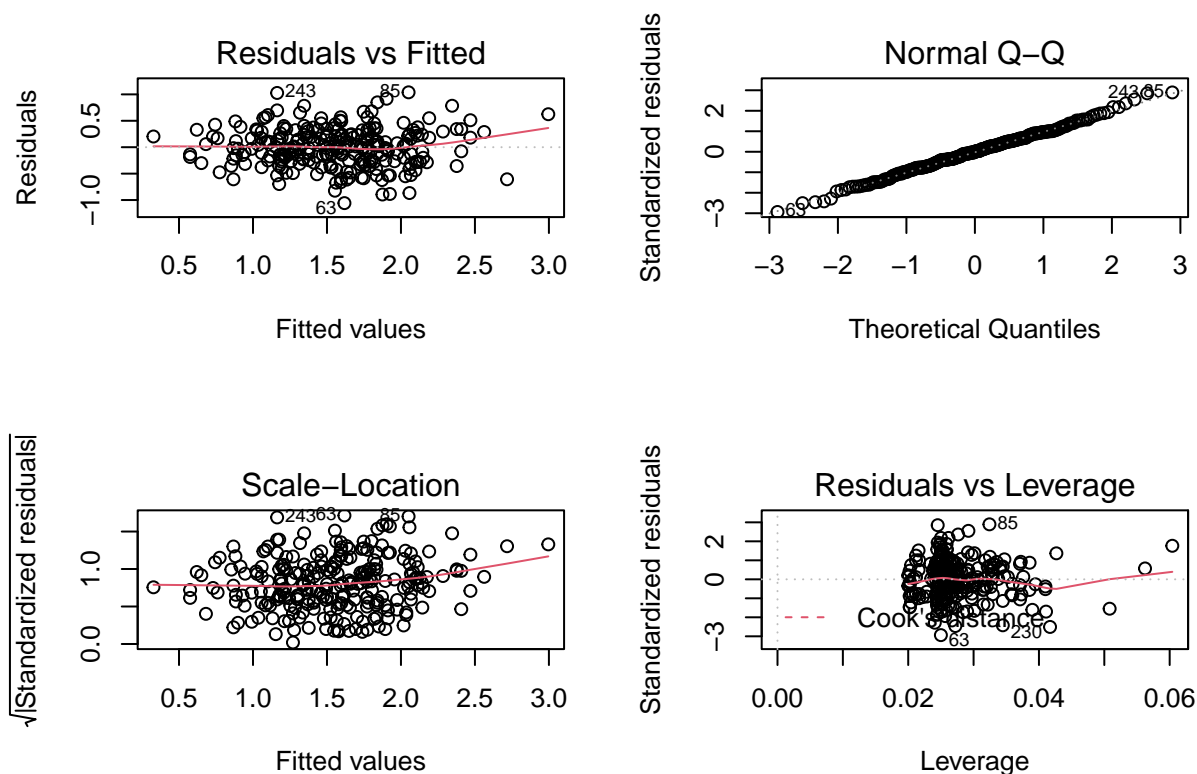 Residuals vs Fitted
Residuals
0.5
−1.0
243
85
63
0.5 1.0 1.5 2.0 2.5 3.0
Fitted values
Normal Q−Q
Standardized residuals
2
0
−3
243
85
63
−3 −2 −1 0 1 2 3
Theoretical Quantiles
Scale−Location
√|Standardized residuals|
1.0
0.0
243
63
85
0.5 1.0 1.5 2.0 2.5 3.0
Fitted values
Residuals vs Leverage
Standardized residuals
2
0
−3
85
Cook's distance
63
230
0.00 0.02 0.04 0.06
Leverage